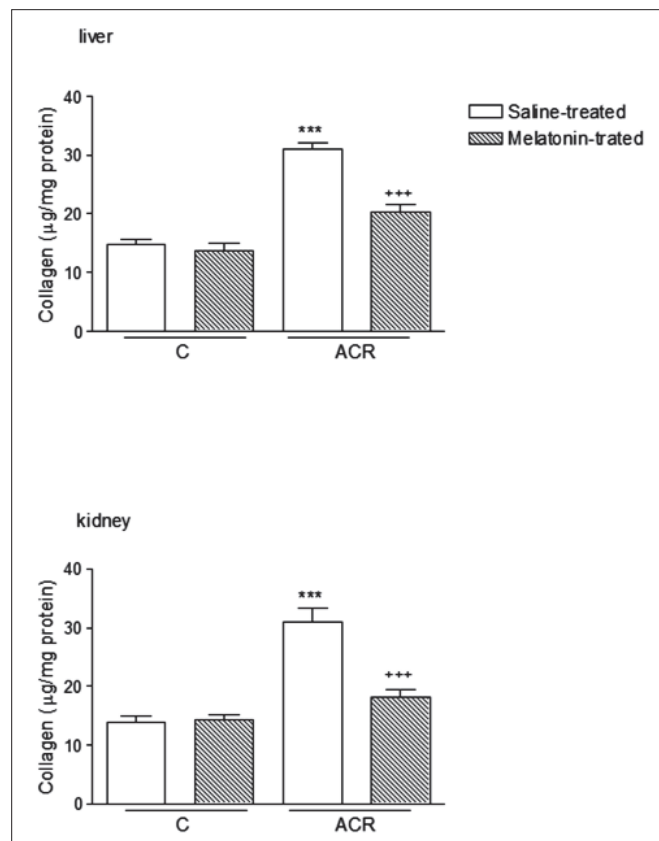 liver
Saline-treated
Melatonin-trated
Collagen (μg/mg protein)
40
30
20
10
0
***
+++
C
ACR
kidney
Collagen (μg/mg protein)
40
30
20
10
0
***
+++
C
ACR